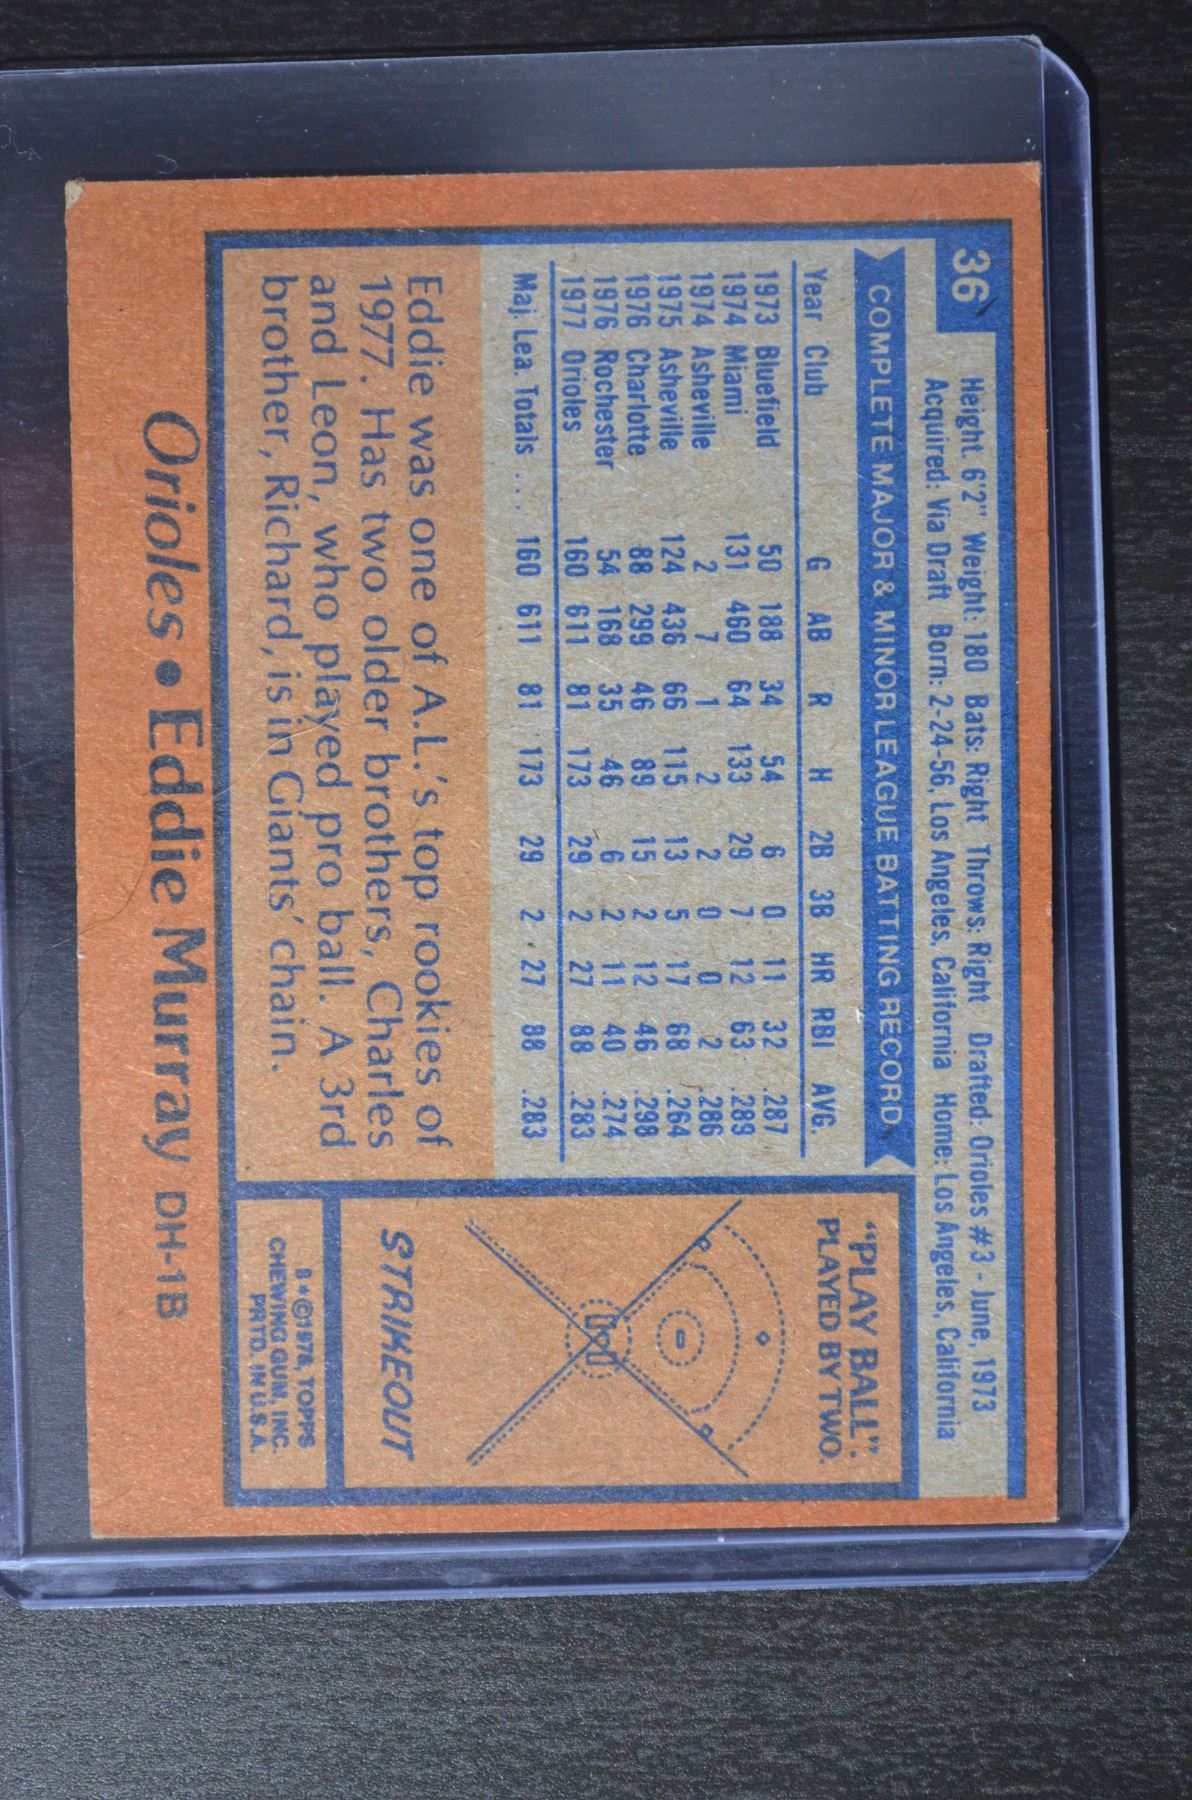 36
Height: 6'2" Weight: 180 Bats: Right Throws: Right Drafted: Orioles #3 - June, 1973
Acquired: Via Draft Born: 2-24-56, Los Angeles, California Home: Los Angeles, California
COMPLETE MAJOR & MINOR LEAGUE BATTING RECORD
Year Club G AB R H 2B 3B HR RBI AVG.
1973 Bluefield 50 188 34 54 6 0 11 32 .287
1974 Miami 131 460 64 133 29 7 12 63 .289
1974 Asheville 2 7 1 2 2 0 0 2 .286
1975 Asheville 124 436 66 115 13 5 17 68 .264
1976 Charlotte 88 299 46 89 15 2 12 46 .298
1976 Rochester 54 168 35 46 6 2 11 40 .274
1977 Orioles 160 611 81 173 29 2 27 88 .283
Maj. Lea. Totals . . . 160 611 81 173 29 2 27 88 .283
Eddie was one of A.L.'s top rookies of
1977. Has two older brothers, Charles
and Leon, who played pro ball. A 3rd
brother, Richard, is in Giants' chain.
"PLAY BALL":
PLAYED BY TWO.
STRIKEOUT
B*©1978, TOPPS
CHEWING GUM, INC.
PRTD. IN U.S.A.
Orioles • Eddie Murray DH-1B